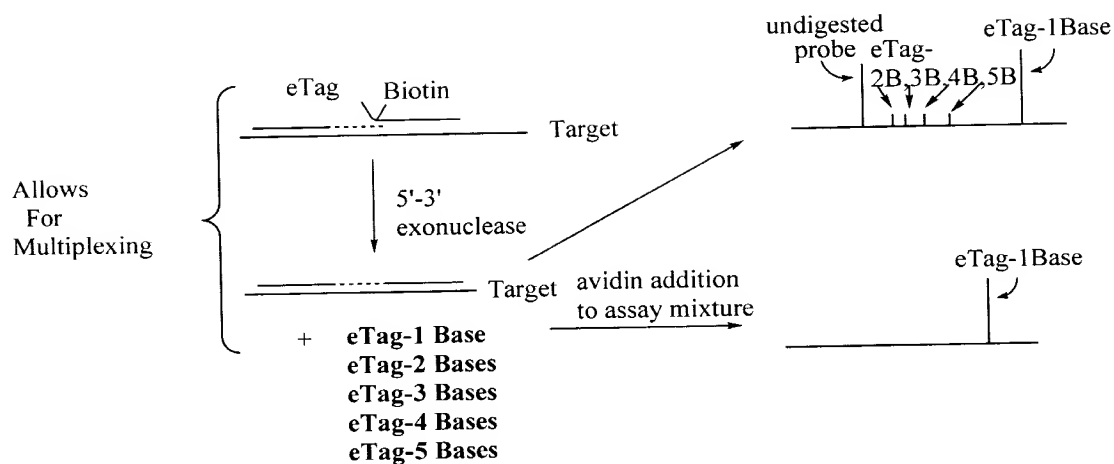 Allows
For
Multiplexing
eTag Biotin
Target
5'-3'
exonuclease
Target
+ eTag-1 Base
eTag-2 Bases
eTag-3 Bases
eTag-4 Bases
eTag-5 Bases
avidin addition
to assay mixture
undigested
probe
eTag-
2B,3B,4B,5B
eTag-1Base
eTag-1Base